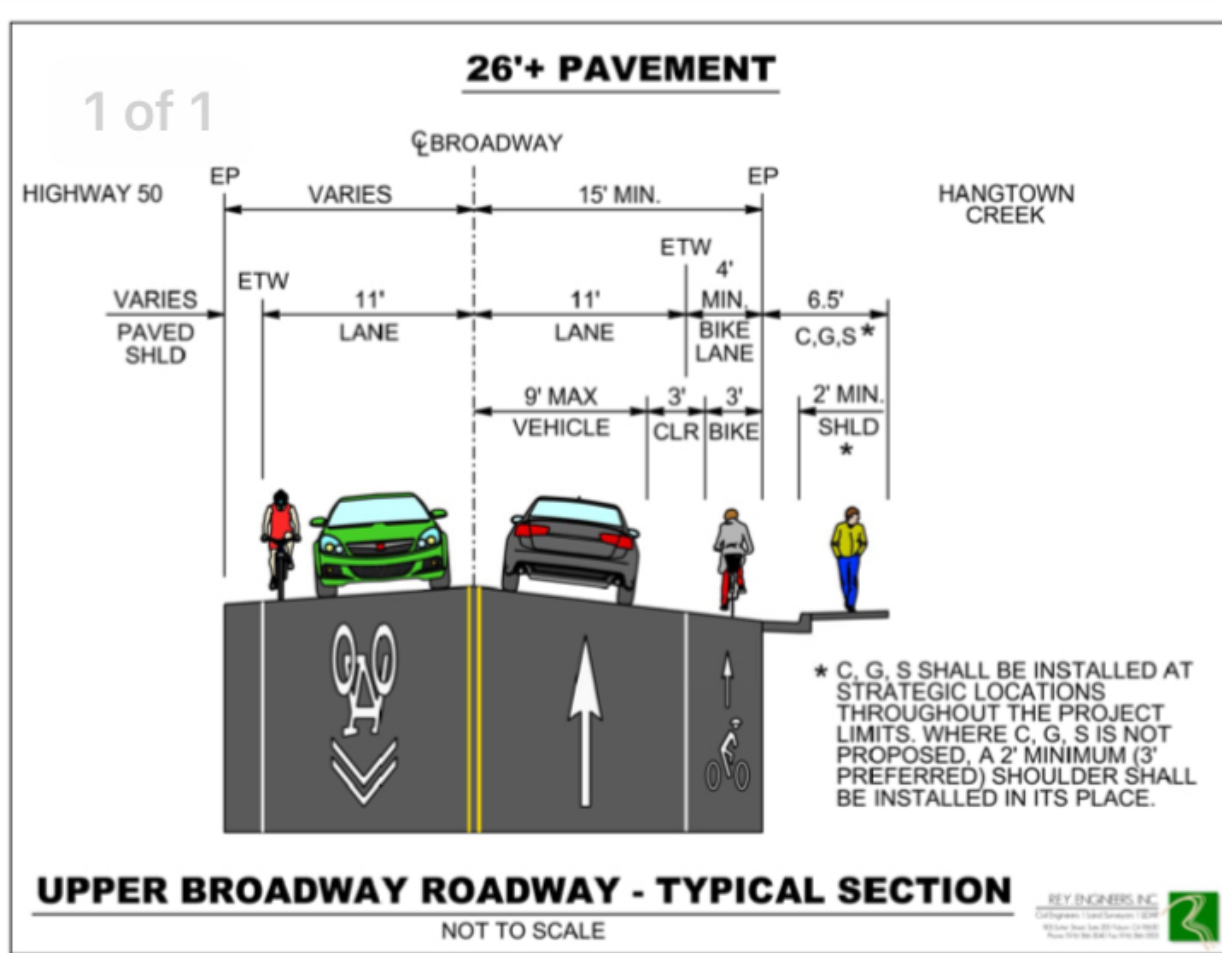 26'+ PAVEMENT
1 of 1
℄BROADWAY
EP
EP
HIGHWAY 50
VARIES
15' MIN.
HANGTOWN
CREEK
ETW
ETW
VARIES
PAVED
SHLD
11'
LANE
11'
LANE
4'
MIN.
BIKE
LANE
6.5'
C,G,S*
9' MAX
VEHICLE
3'
CLR
3'
BIKE
2' MIN.
SHLD
*
* C, G, S SHALL BE INSTALLED AT
STRATEGIC LOCATIONS
THROUGHOUT THE PROJECT
LIMITS. WHERE C, G, S IS NOT
PROPOSED, A 2' MINIMUM (3'
PREFERRED) SHOULDER SHALL
BE INSTALLED IN ITS PLACE.
UPPER BROADWAY ROADWAY - TYPICAL SECTION
NOT TO SCALE
REY ENGINEERS, INC.
Civil Engineers | Land Surveyors |